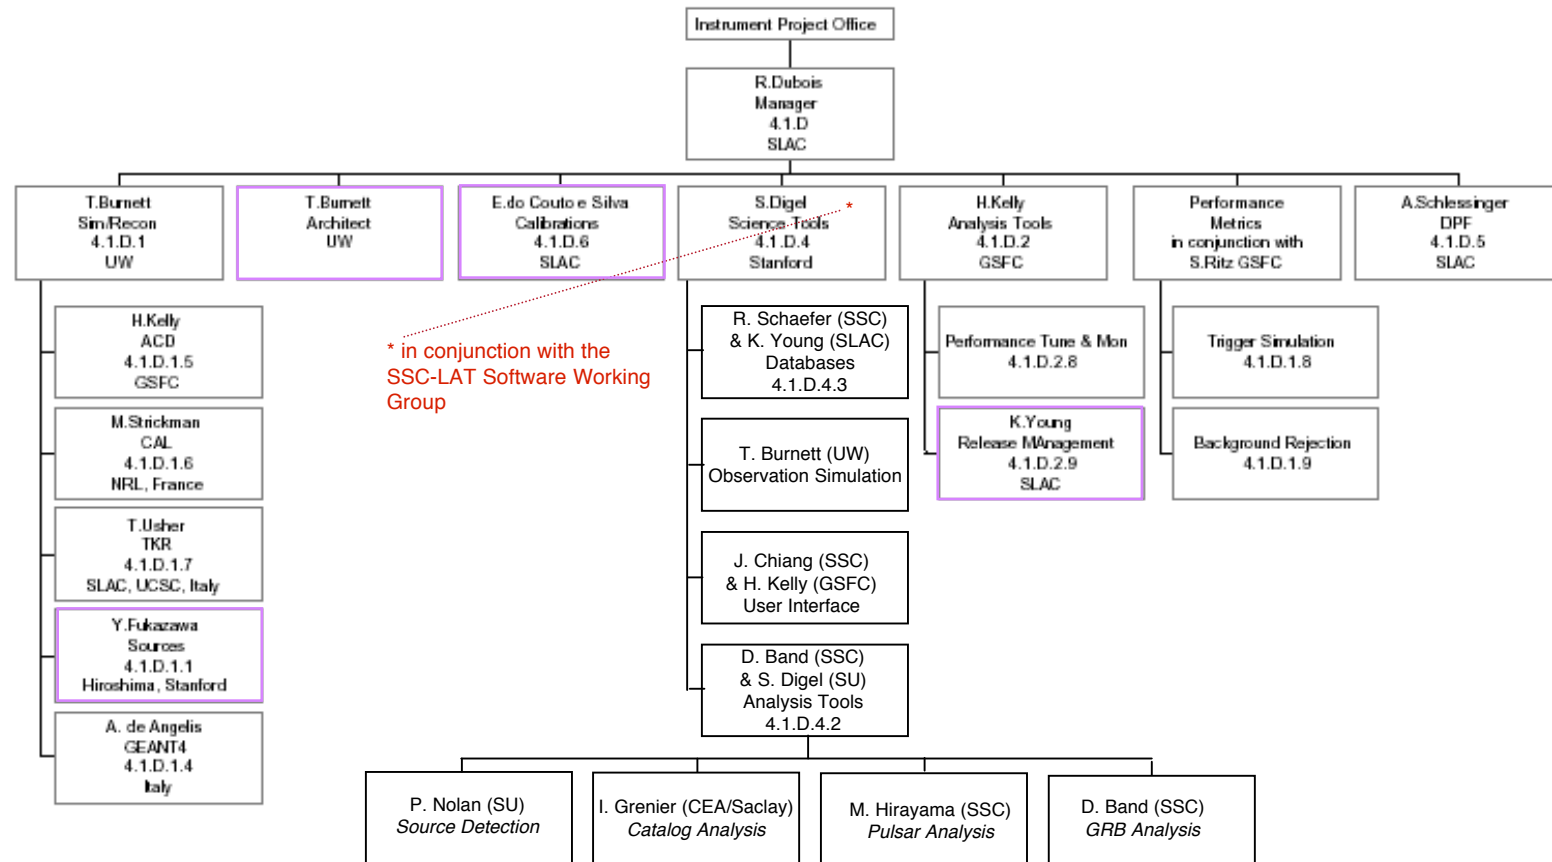 Instrument Project Office
R.Dubois
Manager
4.1.D
SLAC
T.Burnett
Sim/Recon
4.1.D.1
UW
T.Burnett
Architect
UW
E.do Couto e Silva
Calibrations
4.1.D.6
SLAC
S.Digel
Science Tools
4.1.D.4
Stanford
*
H.Kelly
Analysis Tools
4.1.D.2
GSFC
Performance
Metrics
in conjunction with
S.Ritz GSFC
A.Schlessinger
DPF
4.1.D.5
SLAC
H.Kelly
ACD
4.1.D.1.5
GSFC
M.Strickman
CAL
4.1.D.1.6
NRL, France
T.Usher
TKR
4.1.D.1.7
SLAC, UCSC, Italy
Y.Fukazawa
Sources
4.1.D.1.1
Hiroshima, Stanford
A. de Angelis
GEANT4
4.1.D.1.4
Italy
* in conjunction with the
SSC-LAT Software Working
Group
R. Schaefer (SSC)
& K. Young (SLAC)
Databases
4.1.D.4.3
T. Burnett (UW)
Observation Simulation
J. Chiang (SSC)
& H. Kelly (GSFC)
User Interface
D. Band (SSC)
& S. Digel (SU)
Analysis Tools
4.1.D.4.2
Performance Tune & Mon
4.1.D.2.8
K.Young
Release MAnagement
4.1.D.2.9
SLAC
Trigger Simulation
4.1.D.1.8
Background Rejection
4.1.D.1.9
P. Nolan (SU)
Source Detection
I. Grenier (CEA/Saclay)
Catalog Analysis
M. Hirayama (SSC)
Pulsar Analysis
D. Band (SSC)
GRB Analysis